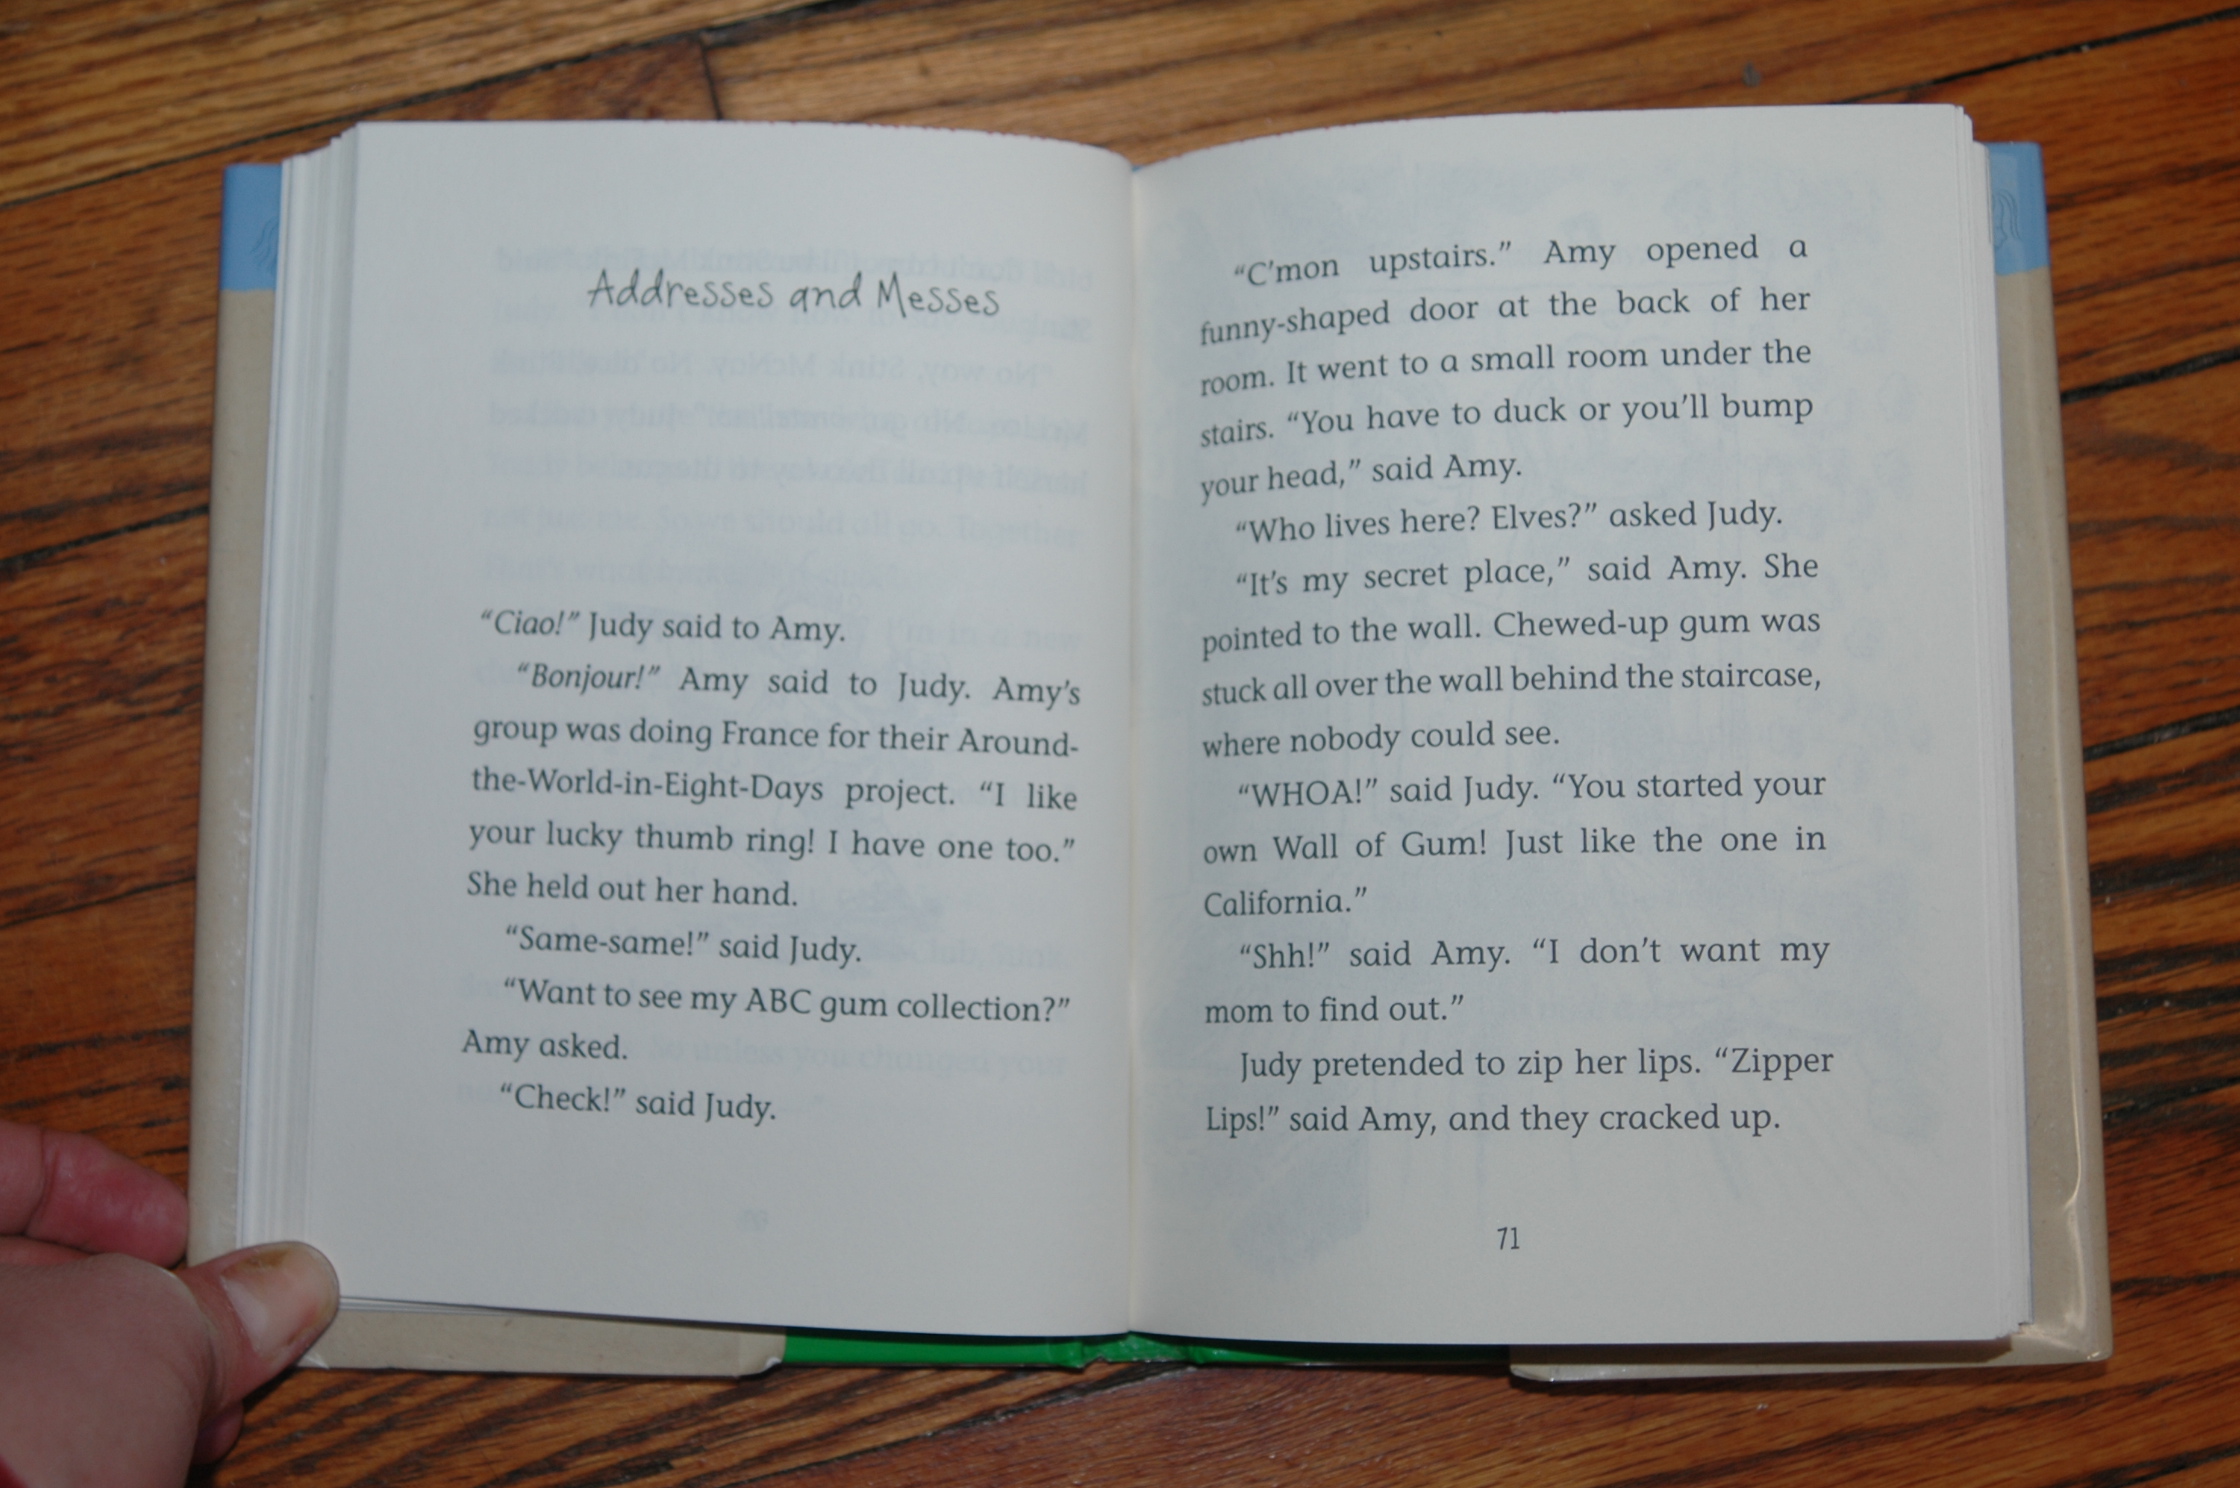 Addresses and Messes
“Ciao!” Judy said to Amy.
“Bonjour!” Amy said to Judy. Amy’s
group was doing France for their Around-
the-World-in-Eight-Days project. “I like
your lucky thumb ring! I have one too.”
She held out her hand.
“Same-same!” said Judy.
“Want to see my ABC gum collection?”
Amy asked.
“Check!” said Judy.
“C’mon upstairs.” Amy opened a
funny-shaped door at the back of her
room. It went to a small room under the
stairs. “You have to duck or you’ll bump
your head,” said Amy.
“Who lives here? Elves?” asked Judy.
“It’s my secret place,” said Amy. She
pointed to the wall. Chewed-up gum was
stuck all over the wall behind the staircase,
where nobody could see.
“WHOA!” said Judy. “You started your
own Wall of Gum! Just like the one in
California.”
“Shh!” said Amy. “I don’t want my
mom to find out.”
Judy pretended to zip her lips. “Zipper
Lips!” said Amy, and they cracked up.
71